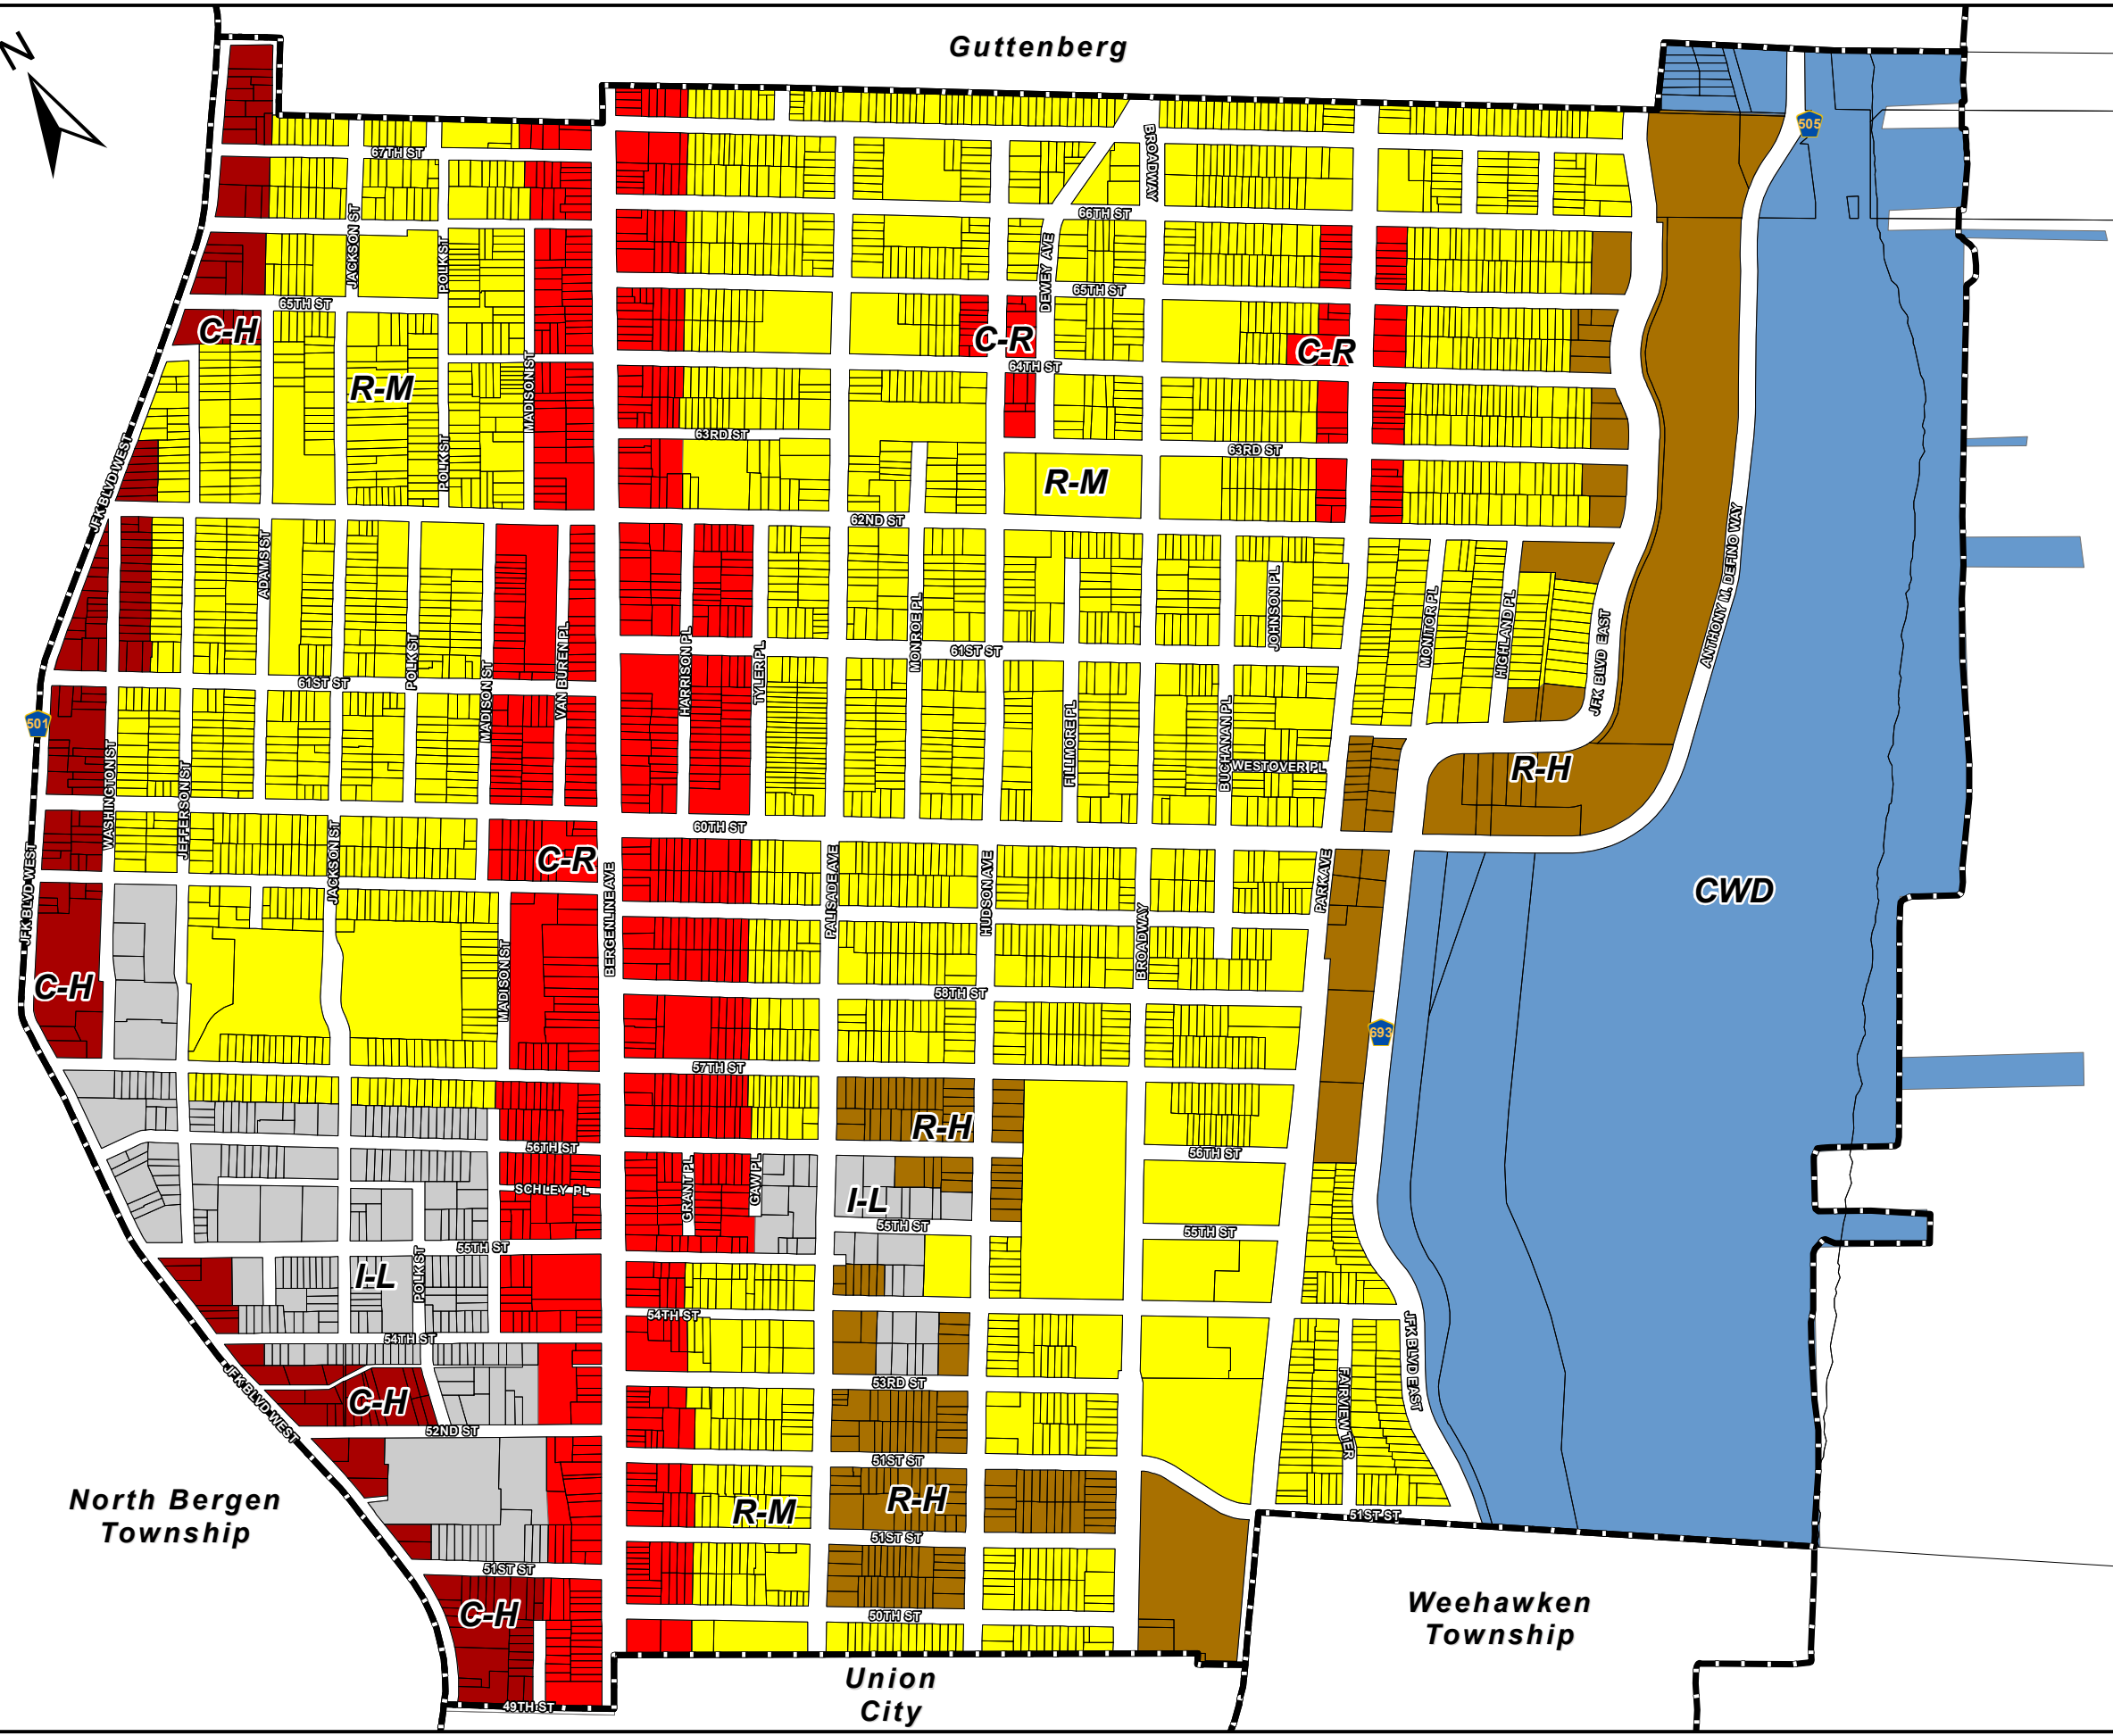 N
Guttenberg
505
BROADWAY
67TH ST
JACKSON ST
66TH ST
POLK ST
DEWEY AVE
65TH ST
65TH ST
C-H
C-R
C-R
64TH ST
R-M
MADISON ST
63RD ST
63RD ST
POLK ST
JFK BLVD WEST
R-M
62ND ST
ANTHONY M. DEFINO WAY
ADAMS ST
JOHNSON PL
MONROE PL
MONITOR PL
HIGHLAND PL
JFK BLVD EAST
POLK ST
61ST ST
61ST ST
VAN BUREN PL
HARRISON PL
TYLER PL
MADISON ST
501
FILLMORE PL
BUCHANAN PL
WESTOVER PL
R-H
WASHINGTON ST
JEFFERSON ST
60TH ST
JACKSON ST
C-R
PALISADE AVE
HUDSON AVE
PARK AVE
CWD
JFK BLVD WEST
BERGENLINE AVE
BROADWAY
MADISON ST
C-H
58TH ST
693
57TH ST
R-H
56TH ST
56TH ST
SCHLEY PL
GRANT PL
GAW PL
I-L
55TH ST
55TH ST
55TH ST
I-L
POLK ST
54TH ST
54TH ST
JFK BLVD EAST
53RD ST
JFK BLVD WEST
C-H
FAIRVIEW TER
52ND ST
51ST ST
North Bergen
Township
R-M
R-H
51ST ST
51ST ST
51ST ST
C-H
50TH ST
Weehawken
Township
Union
City
49TH ST